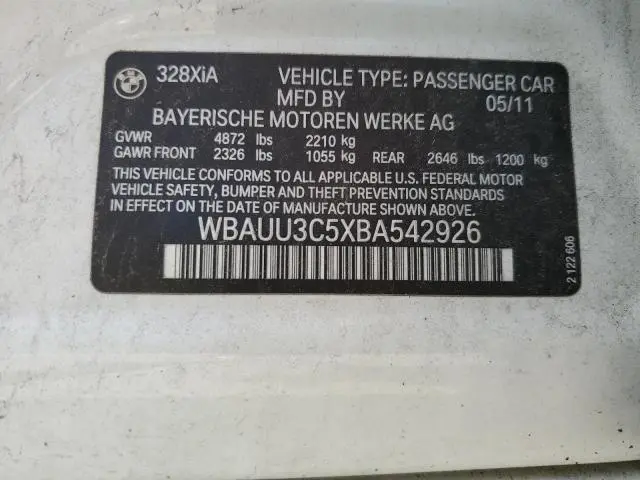 BMW 328XiA VEHICLE TYPE: PASSENGER CAR
MFD BY 05/11
BAYERISCHE MOTOREN WERKE AG
GVWR 4872 lbs 2210 kg
GAWR FRONT 2326 lbs 1055 kg REAR 2646 lbs 1200 kg
THIS VEHICLE CONFORMS TO ALL APPLICABLE U.S. FEDERAL MOTOR
VEHICLE SAFETY, BUMPER AND THEFT PREVENTION STANDARDS
IN EFFECT ON THE DATE OF MANUFACTURE SHOWN ABOVE.
WBAUU3C5XBA542926
2 122 606